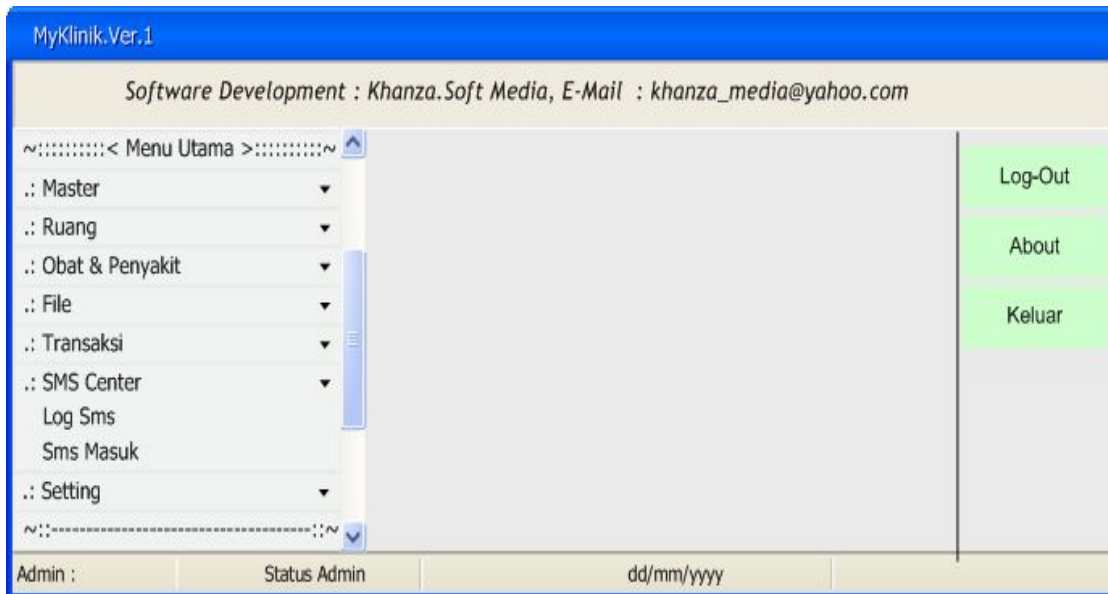 MyKlinik.Ver.1
Software Development : Khanza.Soft Media, E-Mail : khanza_media@yahoo.com
~::::::::::< Menu Utama >::::::::::~
.: Master
.: Ruang
.: Obat & Penyakit
.: File
.: Transaksi
.: SMS Center
Log Sms
Sms Masuk
.: Setting
~::-------------------------------------::~
Log-Out
About
Keluar
Admin : Status Admin dd/mm/yyyy